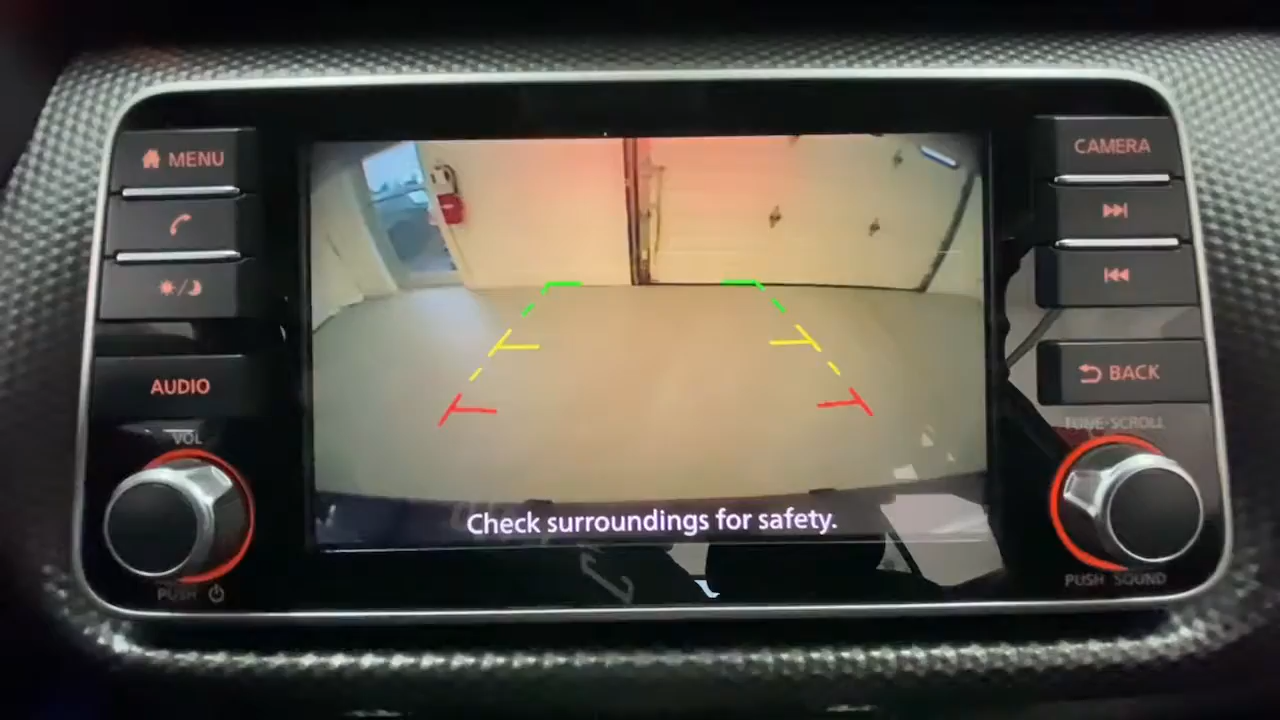 MENU
AUDIO
VOL
PUSH
Check surroundings for safety.
CAMERA
BACK
TUNE·SCROLL
PUSH SOUND